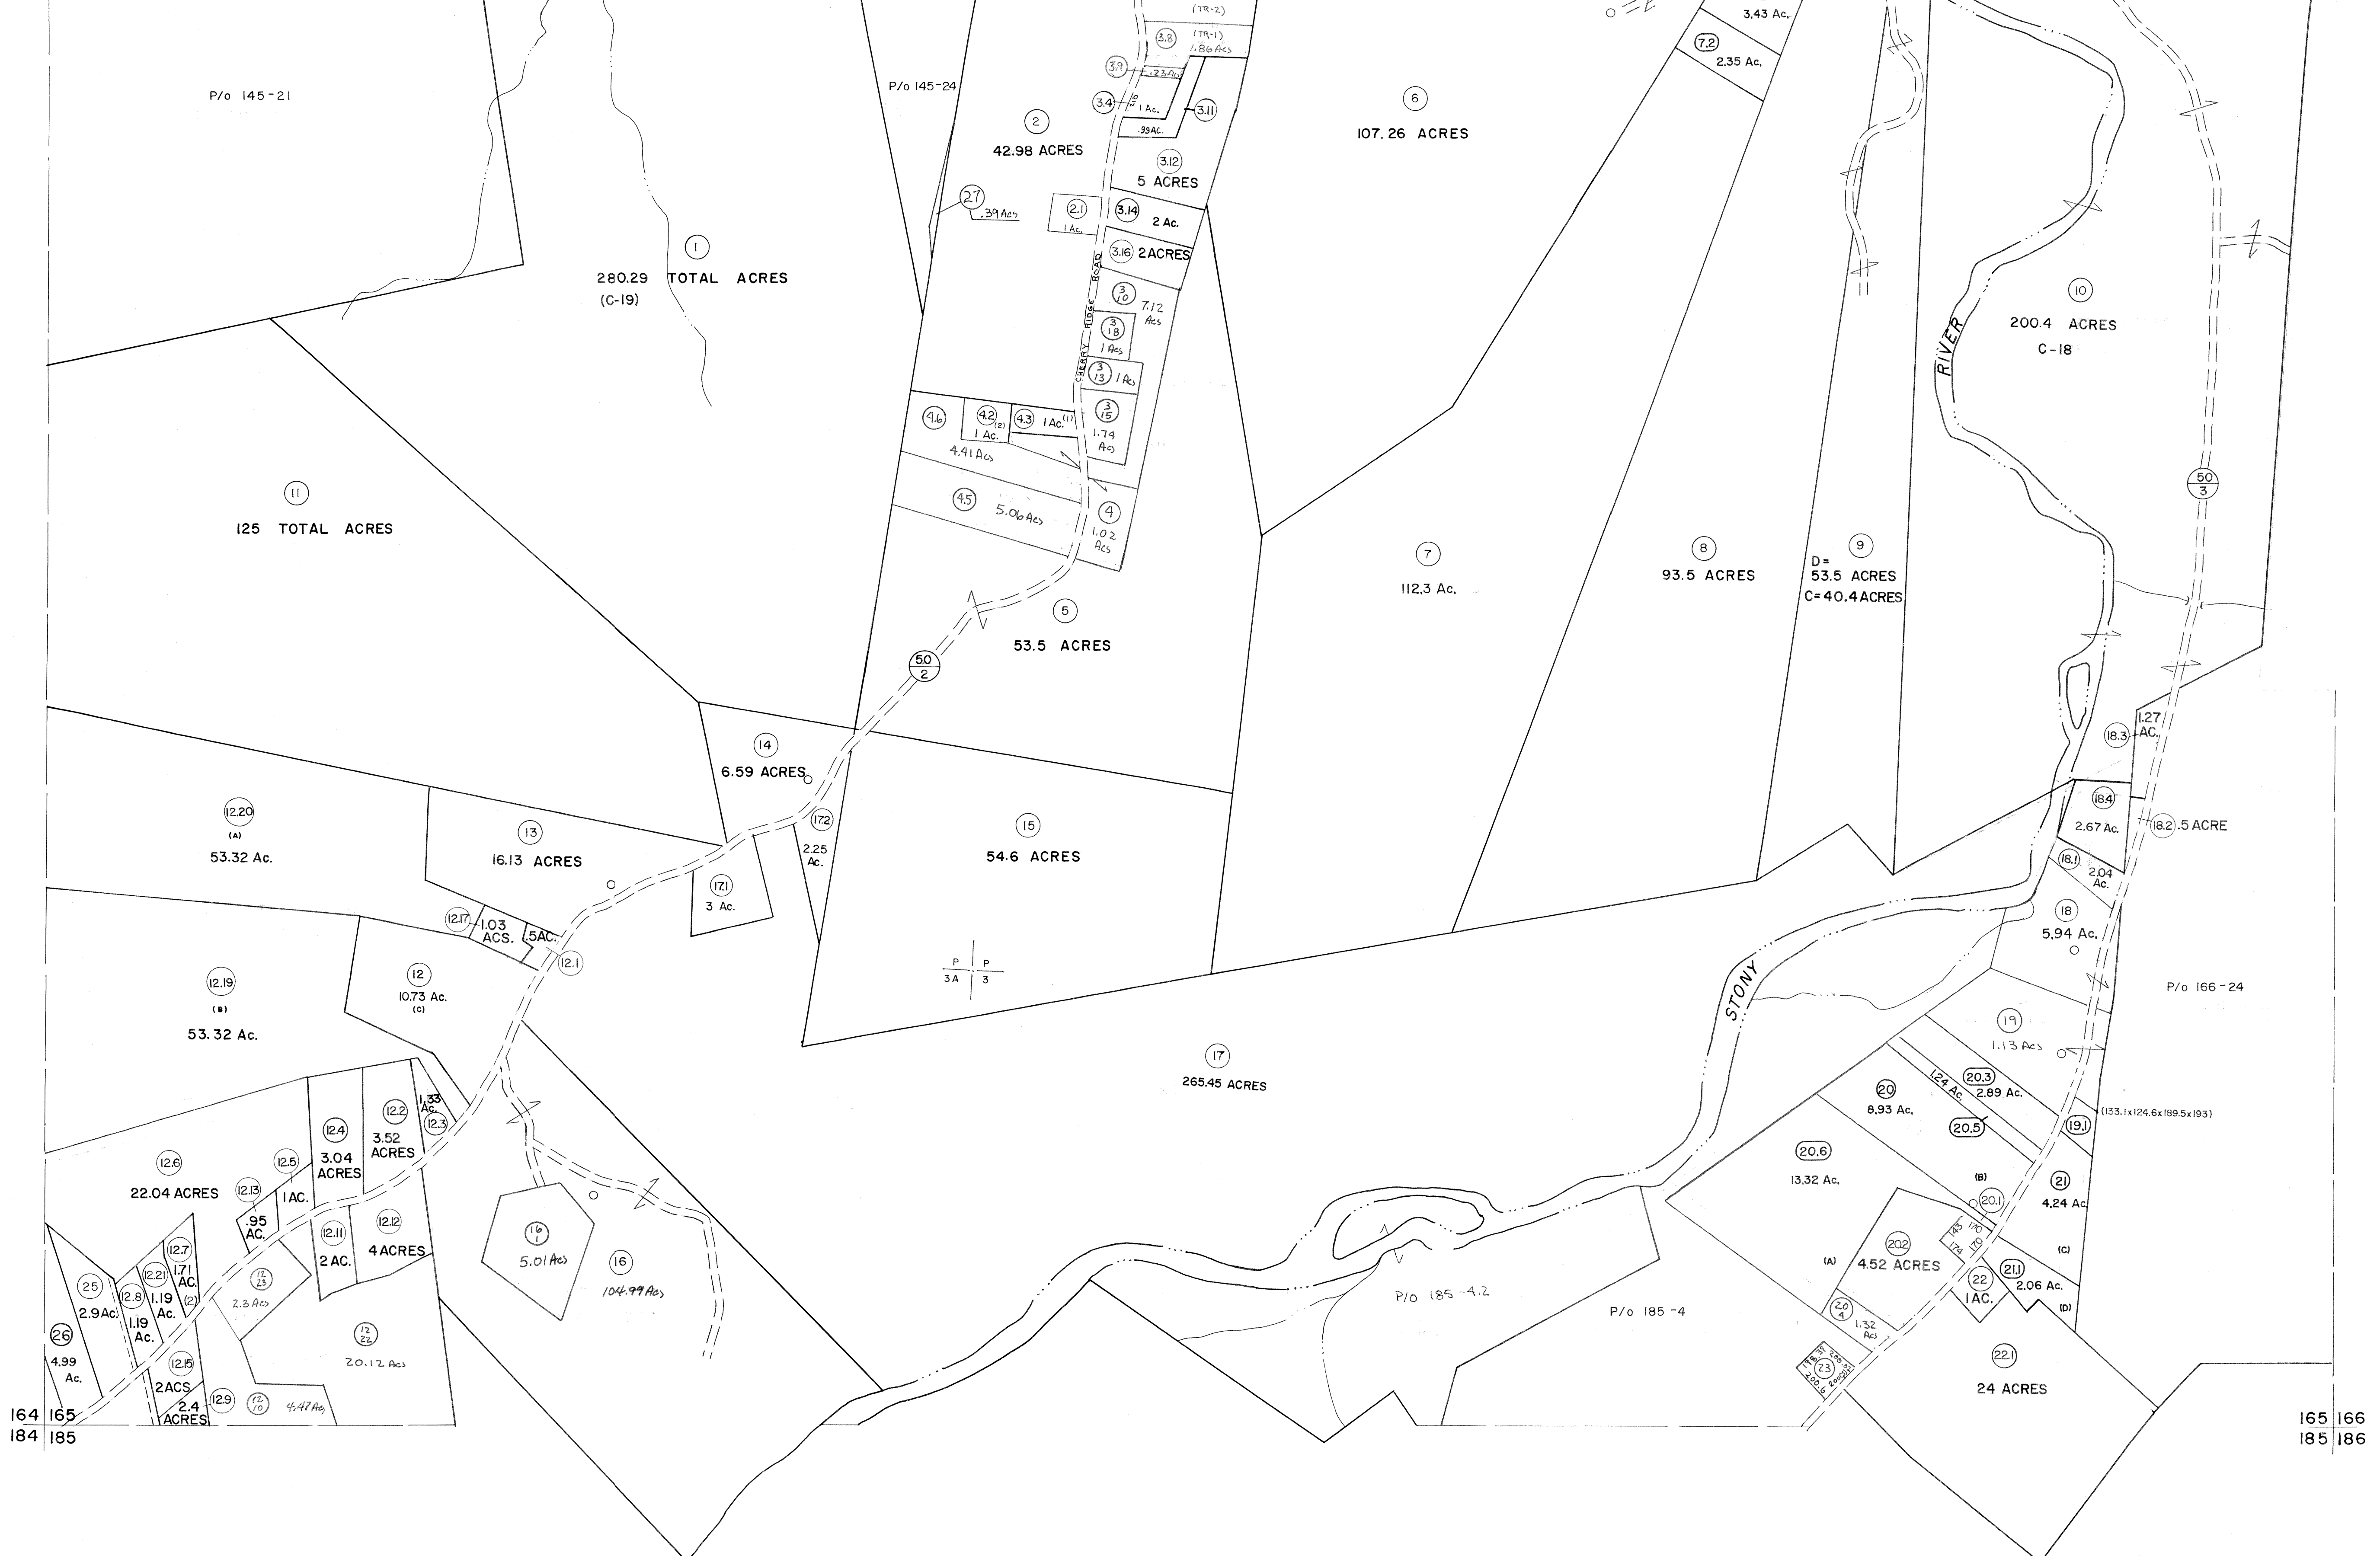 (TR-2)
3.8
(TR-1)
1.86 Acs
3.9
.23 Ac
3.4
1 Ac.
3.11
.99AC.
3.43 Ac.
7.2
2.35 Ac.
P/o 145-21
P/o 145-24
2
42.98 ACRES
6
107.26 ACRES
3.12
5 ACRES
27
.39 Acs
2.1
1 Ac.
3.14
2 Ac.
3.16 2ACRES
1
280.29 TOTAL ACRES
(C-19)
CHERRY RIDGE ROAD
3
10
7.12
Acs
3
18
1 Acs
3
13
1 Acs
10
200.4 ACRES
C-18
RIVER
4.6
4.2
(2)
1 Ac.
4.3 1 Ac. (1)
3
15
1.74
Acs
4.41 Acs
4.5
5.06 Acs
4
1.02
Acs
50
3
11
125 TOTAL ACRES
7
112.3 Ac.
8
93.5 ACRES
9
D=
53.5 ACRES
C=40.4 ACRES
5
53.5 ACRES
50
2
14
6.59 ACRES
1.27
AC.
18.3
12.20
(A)
53.32 Ac.
13
16.13 ACRES
17.2
2.25
Ac.
15
54.6 ACRES
18.4
2.67 Ac.
18.2 .5 ACRE
18.1
2.04
Ac.
17.1
3 Ac.
12.17
1.03
ACS.
.5AC.
12.1
18
5.94 Ac.
12.19
(B)
53.32 Ac.
12
10.73 Ac.
(C)
P P
3A 3
STONY
P/o 166-24
17
265.45 ACRES
19
1.13 Acs
20.3
2.89 Ac.
1.24 Ac.
20
8.93 Ac.
20.5
(133.1x124.6x189.5x193)
19.1
12.4
3.04
ACRES
12.2
3.52
ACRES
1.33
Ac.
12.3
12.6
22.04 ACRES
12.5
1 AC.
12.13
.95
AC.
20.6
13.32 Ac.
(B)
20.1
143
170
174
170
21
4.24 Ac.
(C)
12.11
2 AC.
12.12
4 ACRES
16
1
5.01 Acs
16
104.99 Acs
20.2
4.52 ACRES
(A)
22
1 AC.
21.1
2.06 Ac.
(D)
25
2.9 Ac.
12.8
1.19
Ac.
12.21
1.19
Ac.
12.7
1.71
AC.
(2)
12
23
2.3 Acs
P/o 185-4.2
P/o 185-4
20
4
1.32
Acs
26
4.99
Ac.
12
22
20.12 Acs
12.15
2ACS.
12.9
2.4
ACRES
12
10
4.47 Acs
198.39
23
200.6
22.1
24 ACRES
164 165
184 185
165 166
185 186